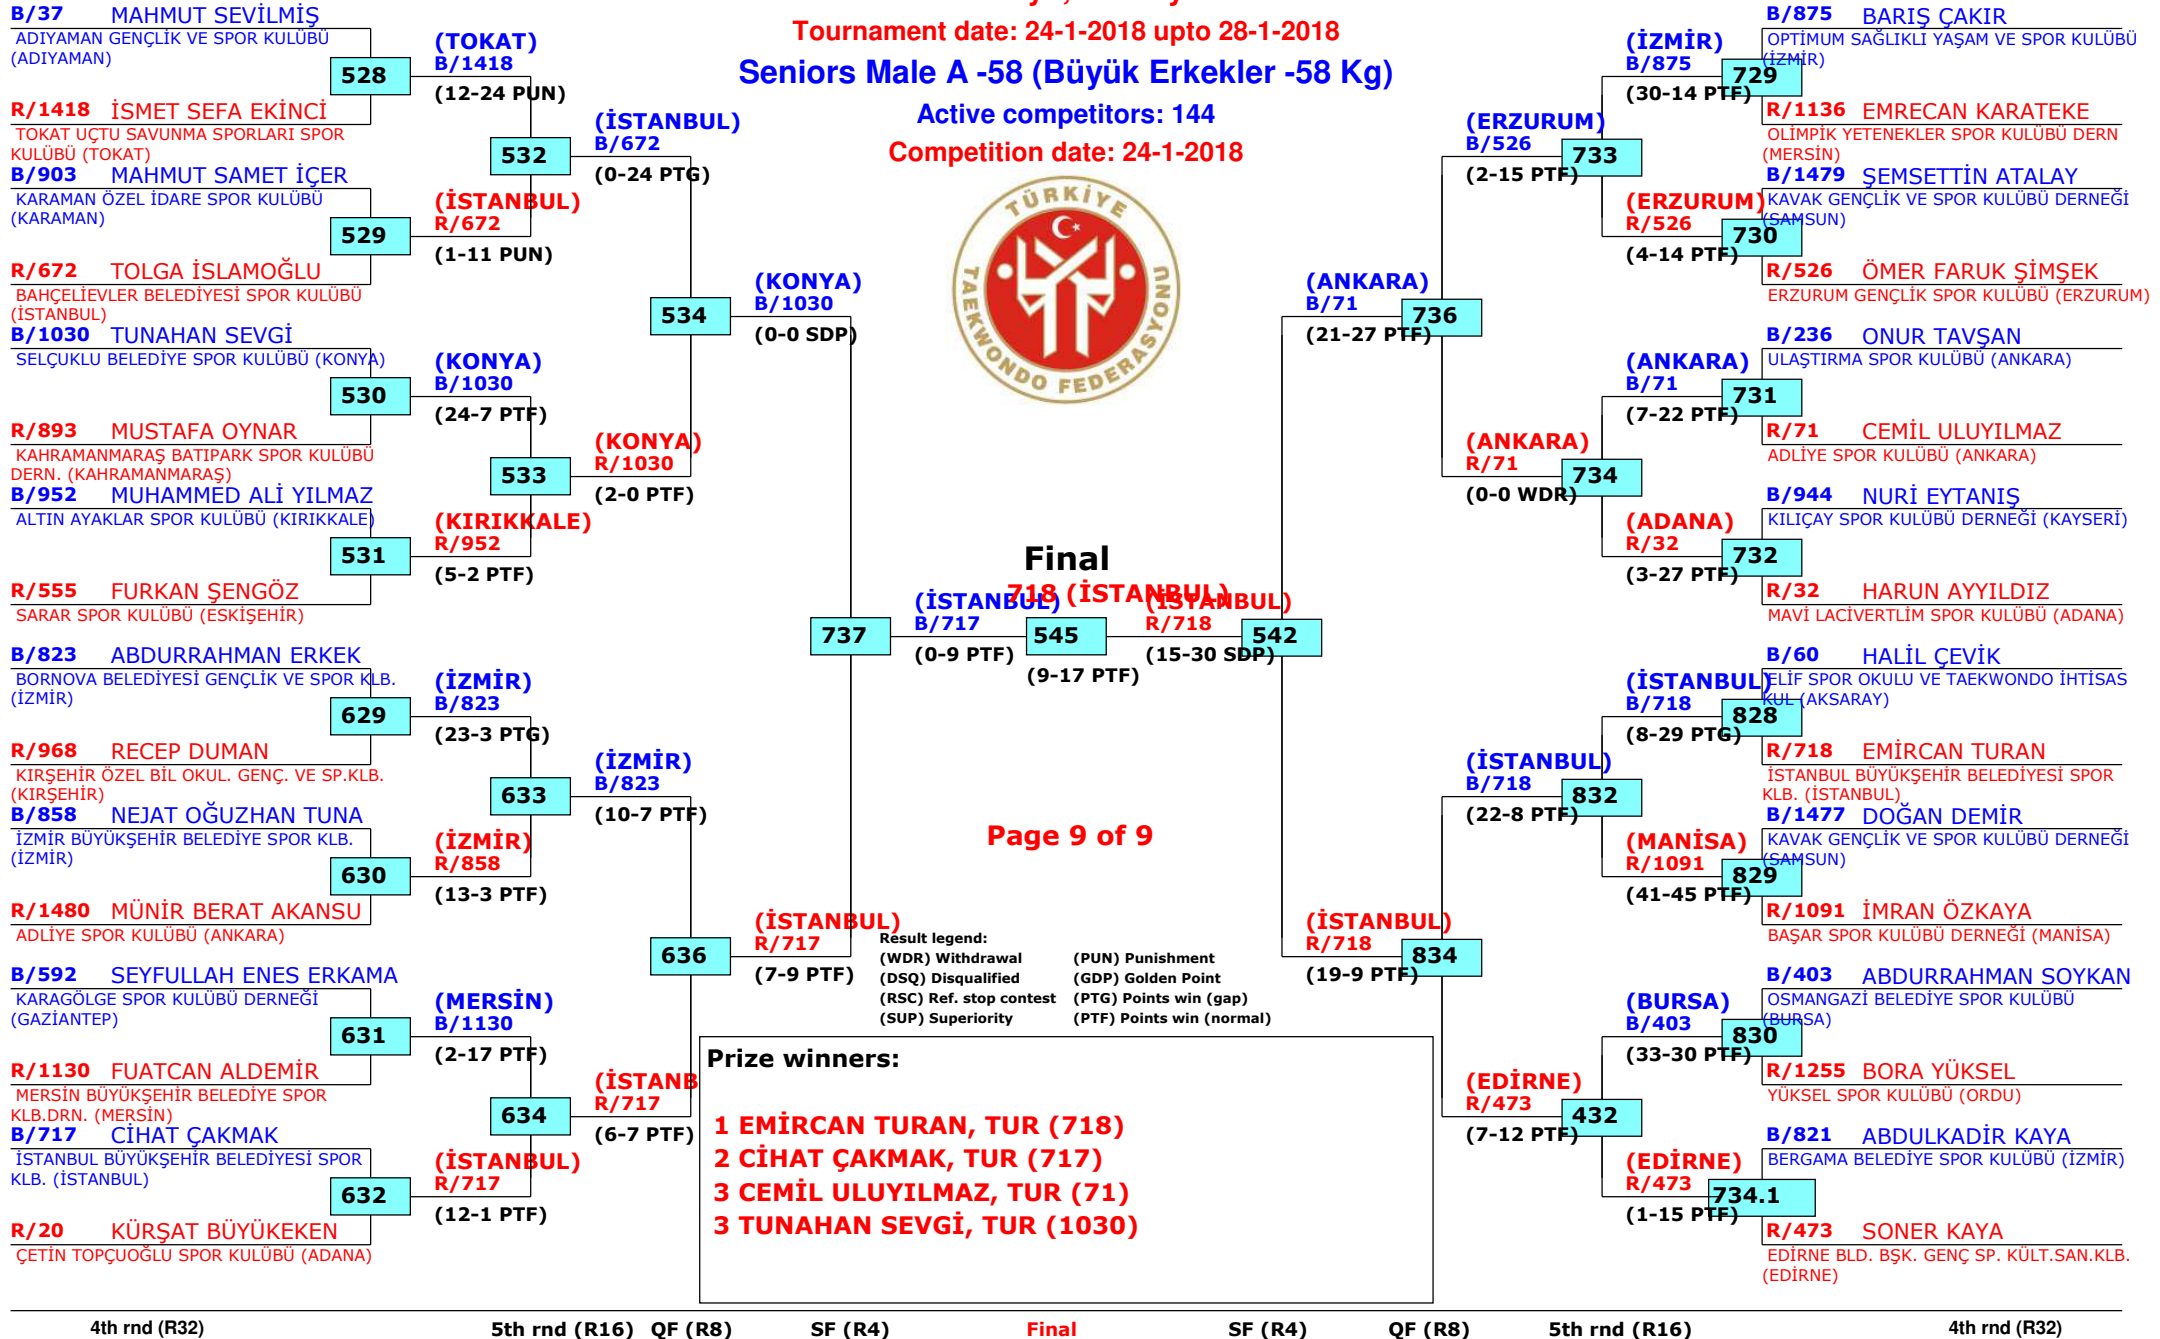 Tournament date: 24-1-2018 upto 28-1-2018
Seniors Male A -58 (Büyük Erkekler -58 Kg)
Active competitors: 144
Competition date: 24-1-2018
TÜRKİYE TAEKWONDO FEDERASYONU
B/37 MAHMUT SEVİLMİŞ
ADIYAMAN GENÇLİK VE SPOR KULÜBÜ
(ADIYAMAN)
528
R/1418 İSMET SEFA EKİNCİ
TOKAT UÇTU SAVUNMA SPORLARI SPOR
KULÜBÜ (TOKAT)
B/903 MAHMUT SAMET İÇER
KARAMAN ÖZEL İDARE SPOR KULÜBÜ
(KARAMAN)
529
R/672 TOLGA İSLAMOĞLU
BAHÇELİEVLER BELEDİYESİ SPOR KULÜBÜ
(İSTANBUL)
B/1030 TUNAHAN SEVGİ
SELÇUKLU BELEDİYE SPOR KULÜBÜ (KONYA)
530
R/893 MUSTAFA OYNAR
KAHRAMANMARAŞ BATIPARK SPOR KULÜBÜ
DERN. (KAHRAMANMARAŞ)
B/952 MUHAMMED ALİ YILMAZ
ALTIN AYAKLAR SPOR KULÜBÜ (KIRIKKALE)
531
R/555 FURKAN ŞENGÖZ
SARAR SPOR KULÜBÜ (ESKİŞEHİR)
B/823 ABDURRAHMAN ERKEK
BORNOVA BELEDİYESİ GENÇLİK VE SPOR KLB.
(İZMİR)
629
R/968 RECEP DUMAN
KIRŞEHİR ÖZEL BİL OKUL. GENÇ. VE SP.KLB.
(KIRŞEHİR)
B/858 NEJAT OĞUZHAN TUNA
İZMİR BÜYÜKŞEHİR BELEDİYE SPOR KLB.
(İZMİR)
630
R/1480 MÜNİR BERAT AKANSU
ADLİYE SPOR KULÜBÜ (ANKARA)
B/592 SEYFULLAH ENES ERKAMA
KARAGÖLGE SPOR KULÜBÜ DERNEĞİ
(GAZİANTEP)
631
R/1130 FUATCAN ALDEMİR
MERSİN BÜYÜKŞEHİR BELEDİYE SPOR
KLB.DRN. (MERSİN)
B/717 CİHAT ÇAKMAK
İSTANBUL BÜYÜKŞEHİR BELEDİYESİ SPOR
KLB. (İSTANBUL)
632
R/20 KÜRŞAT BÜYÜKEKEN
ÇETİN TOPÇUOĞLU SPOR KULÜBÜ (ADANA)
(TOKAT)
B/1418
(12-24 PUN)
532
(İSTANBUL)
R/672
(1-11 PUN)
(KONYA)
B/1030
(24-7 PTF)
533
(KIRIKKALE)
R/952
(5-2 PTF)
(İZMİR)
B/823
(23-3 PTG)
633
(İZMİR)
R/858
(13-3 PTF)
(MERSİN)
B/1130
(2-17 PTF)
634
(İSTANBUL)
R/717
(12-1 PTF)
(İSTANBUL)
B/672
(0-24 PTG)
534
(KONYA)
R/1030
(2-0 PTF)
(İZMİR)
B/823
(10-7 PTF)
636
(İSTANB
R/717
(6-7 PTF)
(KONYA)
B/1030
(0-0 SDP)
737
(İSTANBUL)
R/717
(7-9 PTF)
Final
718 (İSTANBUL)
(İSTANBUL)
B/717
(0-9 PTF)
545
(9-17 PTF)
(İSTANBUL)
R/718
(15-30 SDP)
542
Page 9 of 9
(ANKARA)
B/71
(21-27 PTF)
(İSTANBUL)
R/718
(19-9 PTF)
(ERZURUM)
B/526
(2-15 PTF)
736
(ANKARA)
R/71
(0-0 WDR)
(İSTANBUL)
B/718
(22-8 PTF)
834
(EDİRNE)
R/473
(7-12 PTF)
(İZMİR)
B/875
(30-14 PTF)
733
(ERZURUM)
R/526
(4-14 PTF)
(ANKARA)
B/71
(7-22 PTF)
734
(ADANA)
R/32
(3-27 PTF)
(İSTANBUL)
B/718
(8-29 PTG)
832
(MANİSA)
R/1091
(41-45 PTF)
(BURSA)
B/403
(33-30 PTF)
432
(EDİRNE)
R/473
(1-15 PTF)
B/875 BARIŞ ÇAKIR
OPTİMUM SAĞLIKLI YAŞAM VE SPOR KULÜBÜ
(İZMİR)
729
R/1136 EMRECAN KARATEKE
OLİMPİK YETENEKLER SPOR KULÜBÜ DERN
(MERSİN)
B/1479 ŞEMSETTİN ATALAY
KAVAK GENÇLİK VE SPOR KULÜBÜ DERNEĞİ
(SAMSUN)
730
R/526 ÖMER FARUK ŞİMŞEK
ERZURUM GENÇLİK SPOR KULÜBÜ (ERZURUM)
B/236 ONUR TAVŞAN
ULAŞTIRMA SPOR KULÜBÜ (ANKARA)
731
R/71 CEMİL ULUYILMAZ
ADLİYE SPOR KULÜBÜ (ANKARA)
B/944 NURİ EYTANIŞ
KILIÇAY SPOR KULÜBÜ DERNEĞİ (KAYSERİ)
732
R/32 HARUN AYYILDIZ
MAVİ LACİVERTLİM SPOR KULÜBÜ (ADANA)
B/60 HALİL ÇEVİK
ELİF SPOR OKULU VE TAEKWONDO İHTİSAS
KUL (AKSARAY)
828
R/718 EMİRCAN TURAN
İSTANBUL BÜYÜKŞEHİR BELEDİYESİ SPOR
KLB. (İSTANBUL)
B/1477 DOĞAN DEMİR
KAVAK GENÇLİK VE SPOR KULÜBÜ DERNEĞİ
(SAMSUN)
829
R/1091 İMRAN ÖZKAYA
BAŞAR SPOR KULÜBÜ DERNEĞİ (MANİSA)
B/403 ABDURRAHMAN SOYKAN
OSMANGAZİ BELEDİYE SPOR KULÜBÜ
(BURSA)
830
R/1255 BORA YÜKSEL
YÜKSEL SPOR KULÜBÜ (ORDU)
B/821 ABDULKADİR KAYA
BERGAMA BELEDİYE SPOR KULÜBÜ (İZMİR)
734.1
R/473 SONER KAYA
EDİRNE BLD. BŞK. GENÇ SP. KÜLT.SAN.KLB.
(EDİRNE)
Result legend:
(WDR) Withdrawal (PUN) Punishment
(DSQ) Disqualified (GDP) Golden Point
(RSC) Ref. stop contest (PTG) Points win (gap)
(SUP) Superiority (PTF) Points win (normal)
Prize winners:
1 EMİRCAN TURAN, TUR (718)
2 CİHAT ÇAKMAK, TUR (717)
3 CEMİL ULUYILMAZ, TUR (71)
3 TUNAHAN SEVGİ, TUR (1030)
4th rnd (R32) 5th rnd (R16) QF (R8) SF (R4) Final SF (R4) QF (R8) 5th rnd (R16) 4th rnd (R32)